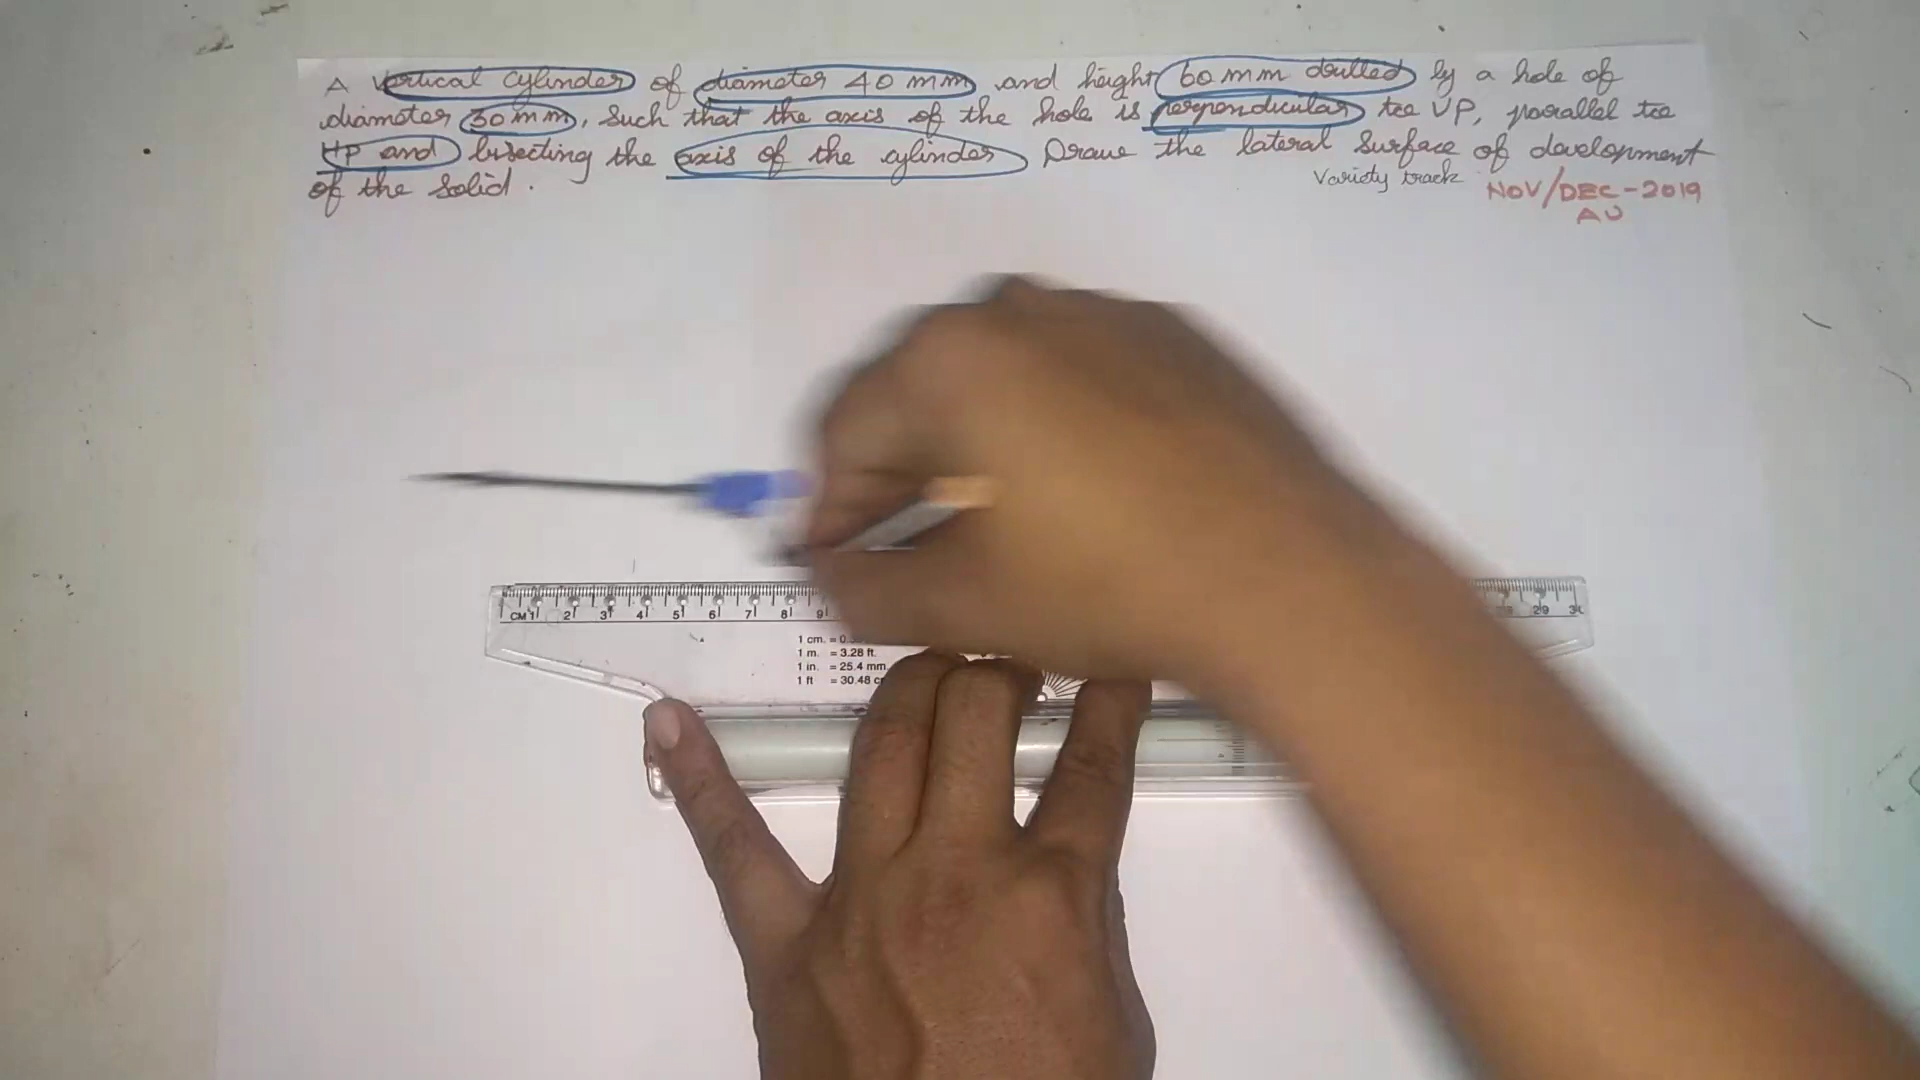 A vertical cylinder of diameter 40 mm and height 60 mm drilled by a hole of
diameter 30 mm, such that the axis of the hole is perpendicular to VP, parallel to
HP and bisecting the axis of the cylinder Draw the lateral surface of development
of the solid.
Variety track
NOV/DEC-2019
AU
CM 1 2 3 4 5 6 7 8 9 29
1 cm. = 0.
1 m. = 3.28 ft.
1 in. = 25.4 mm
1 ft = 30.48 c